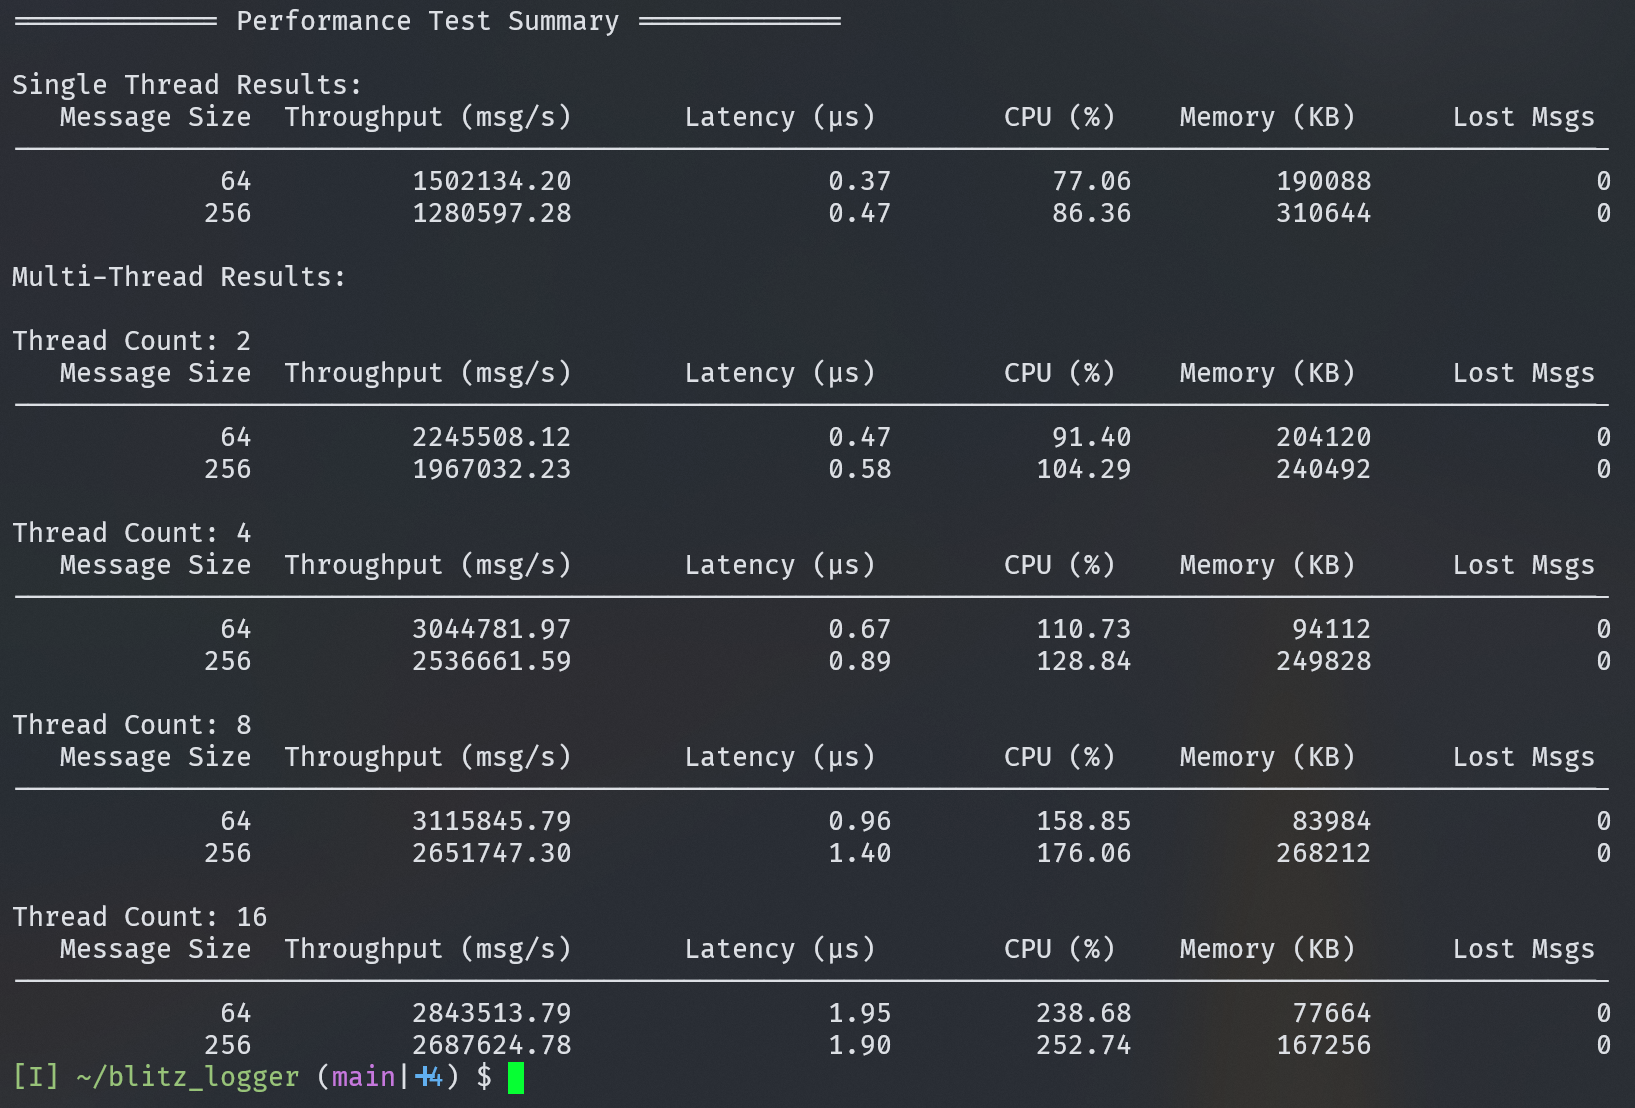 ═════════════ Performance Test Summary ═════════════
Single Thread Results:
Message Size Throughput (msg/s) Latency (μs) CPU (%) Memory (KB) Lost Msgs
64 1502134.20 0.37 77.06 190088 0
256 1280597.28 0.47 86.36 310644 0
Multi-Thread Results:
Thread Count: 2
Message Size Throughput (msg/s) Latency (μs) CPU (%) Memory (KB) Lost Msgs
64 2245508.12 0.47 91.40 204120 0
256 1967032.23 0.58 104.29 240492 0
Thread Count: 4
Message Size Throughput (msg/s) Latency (μs) CPU (%) Memory (KB) Lost Msgs
64 3044781.97 0.67 110.73 94112 0
256 2536661.59 0.89 128.84 249828 0
Thread Count: 8
Message Size Throughput (msg/s) Latency (μs) CPU (%) Memory (KB) Lost Msgs
64 3115845.79 0.96 158.85 83984 0
256 2651747.30 1.40 176.06 268212 0
Thread Count: 16
Message Size Throughput (msg/s) Latency (μs) CPU (%) Memory (KB) Lost Msgs
64 2843513.79 1.95 238.68 77664 0
256 2687624.78 1.90 252.74 167256 0
[I] ~/blitz_logger (main|✚4) $